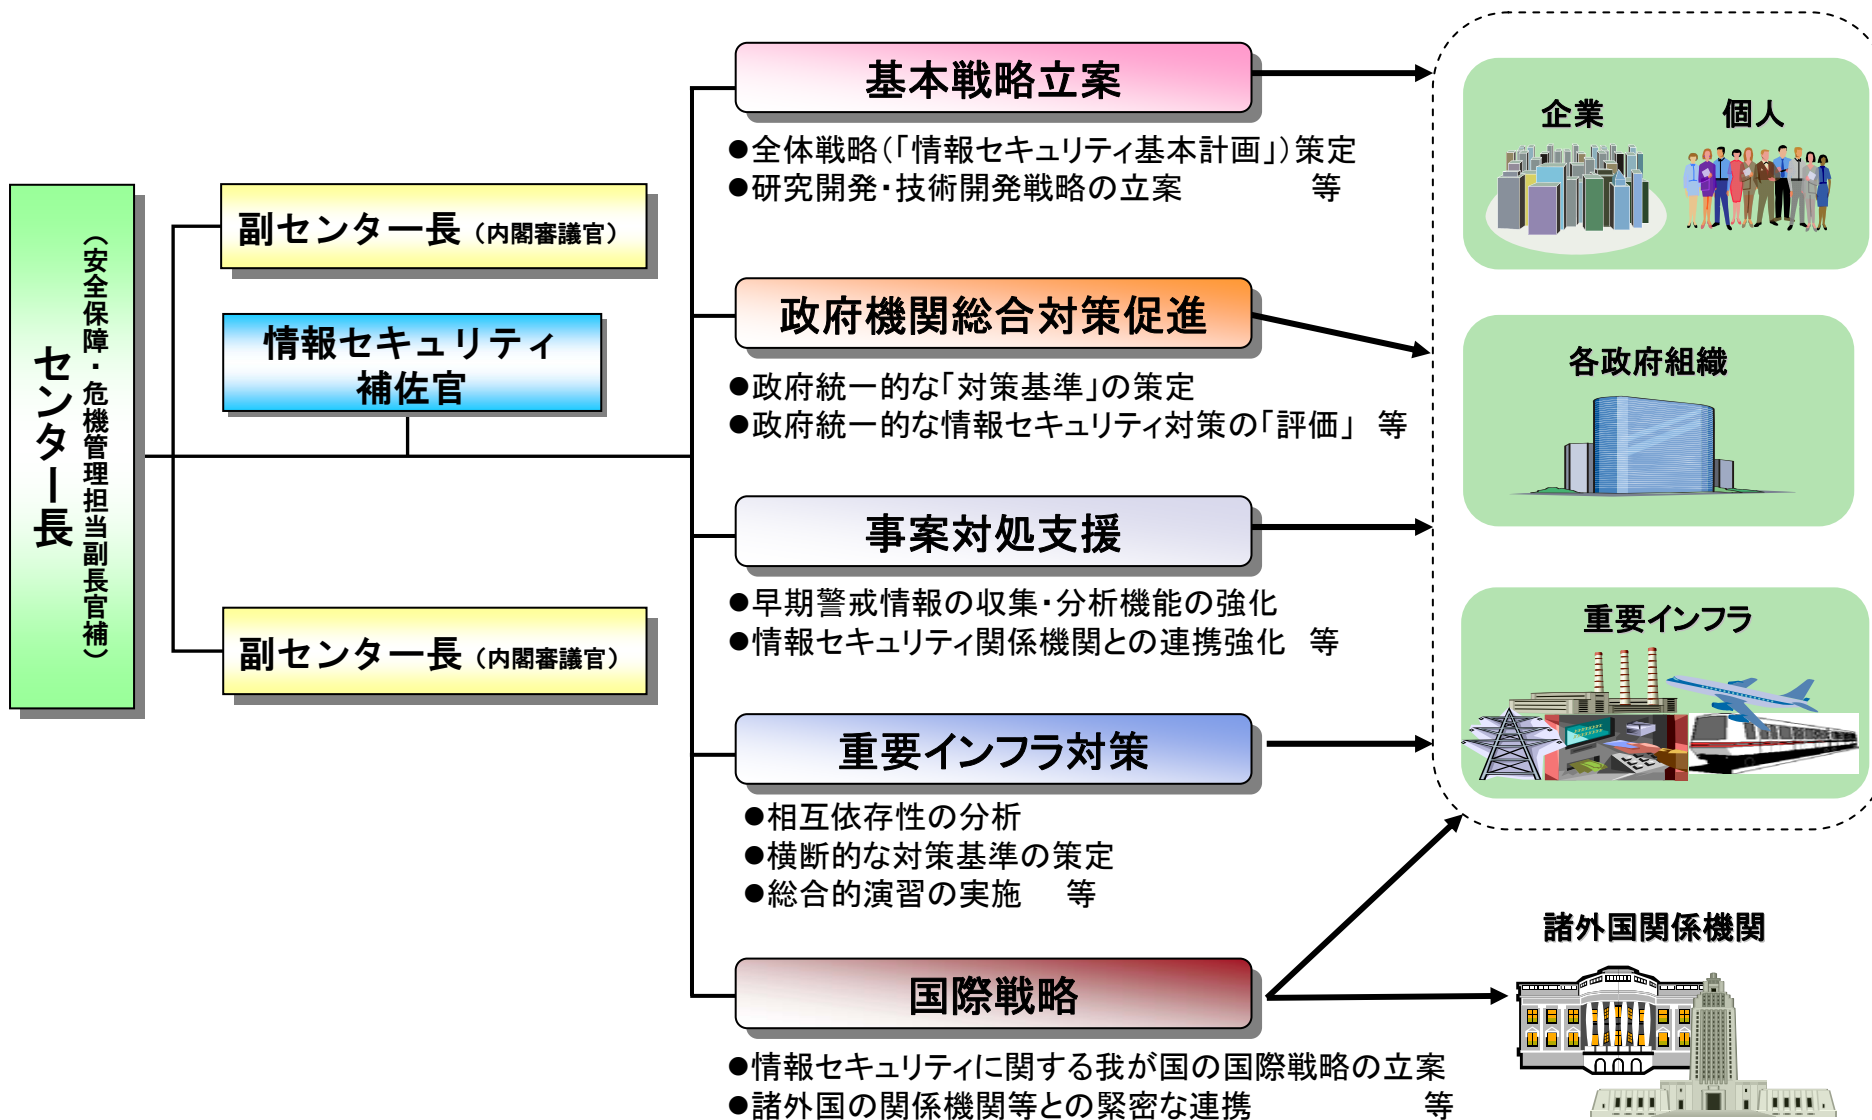 センター長
（安全保障・危機管理担当副長官補）
副センター長（内閣審議官）
情報セキュリティ
補佐官
副センター長（内閣審議官）
基本戦略立案
●全体戦略（「情報セキュリティ基本計画」）策定
●研究開発・技術開発戦略の立案　　　　等
政府機関総合対策促進
●政府統一的な「対策基準」の策定
●政府統一的な情報セキュリティ対策の「評価」　等
事案対処支援
●早期警戒情報の収集・分析機能の強化
●情報セキュリティ関係機関との連携強化　等
重要インフラ対策
●相互依存性の分析
●横断的な対策基準の策定
●総合的演習の実施　等
国際戦略
●情報セキュリティに関する我が国の国際戦略の立案
●諸外国の関係機関等との緊密な連携　　　　　等
企業
個人
各政府組織
重要インフラ
諸外国関係機関